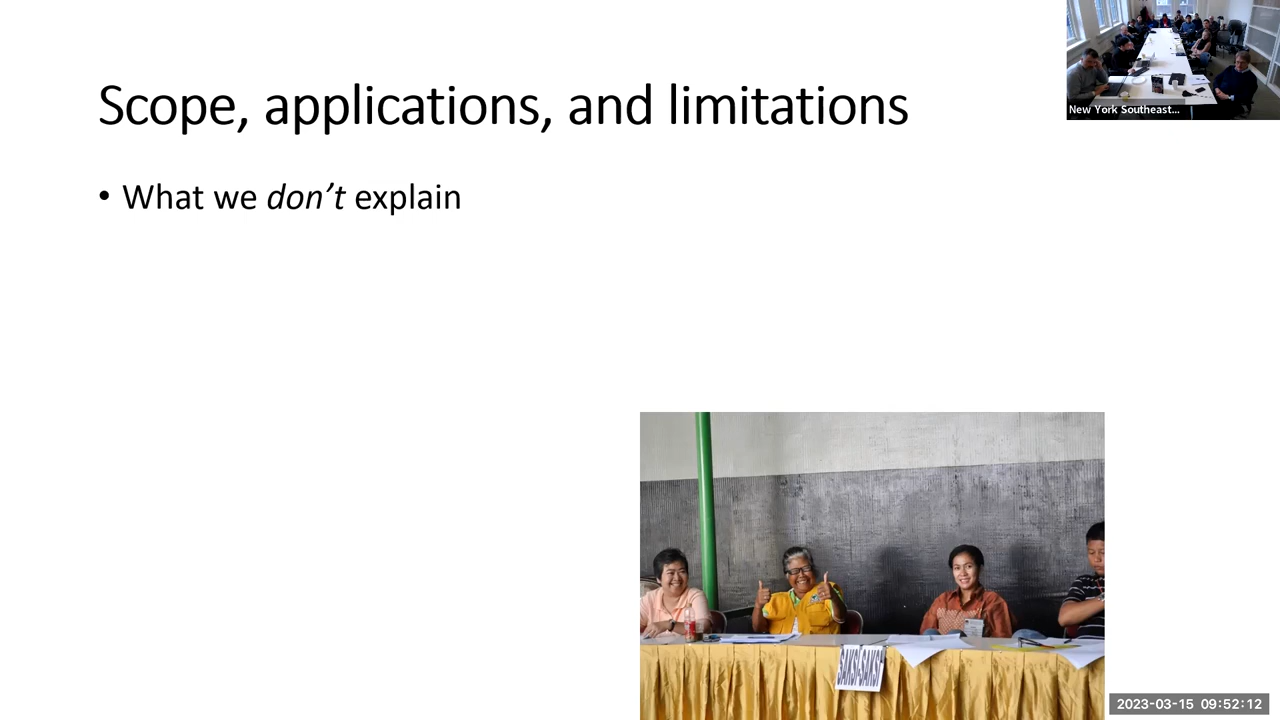 Scope, applications, and limitations
New York Southeast...
• What we don’t explain
SAKSI-SAKSI
2023-03-15 09:52:12